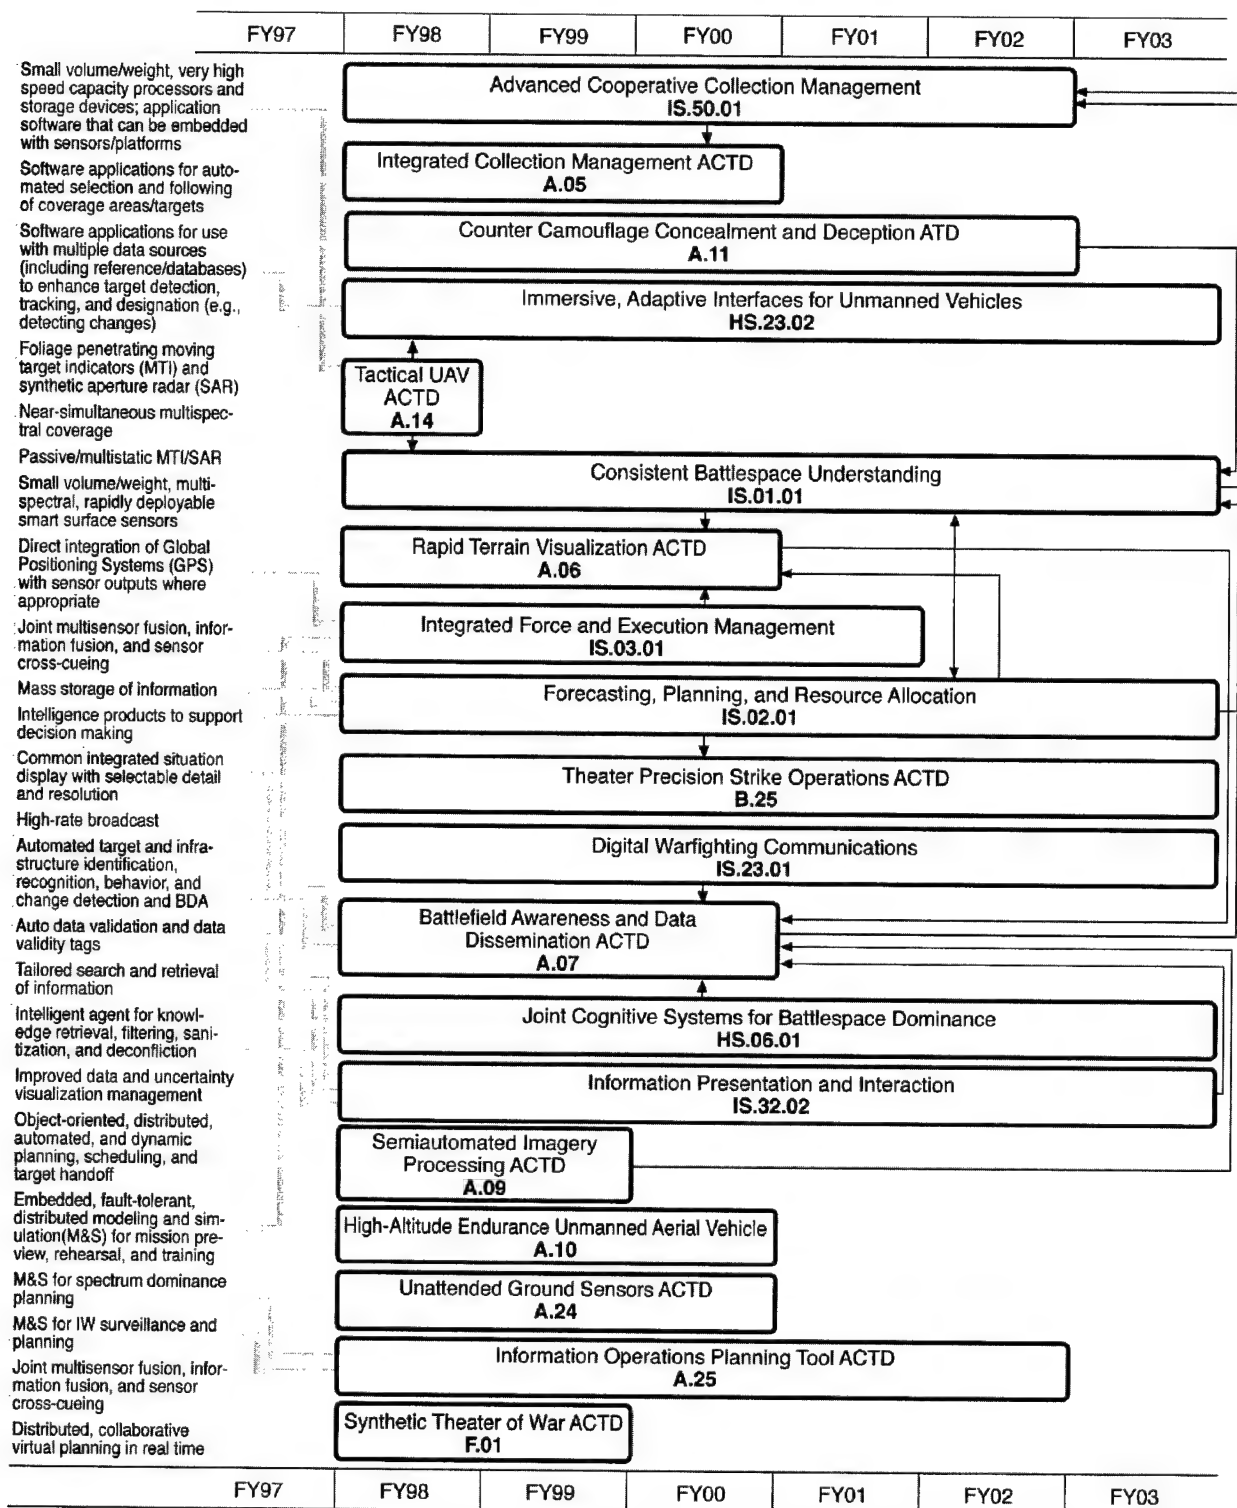 FY97 FY98 FY99 FY00 FY01 FY02 FY03
Small volume/weight, very high
speed capacity processors and
storage devices; application
software that can be embedded
with sensors/platforms
Software applications for auto-
mated selection and following
of coverage areas/targets
Software applications for use
with multiple data sources
(including reference/databases)
to enhance target detection,
tracking, and designation (e.g.,
detecting changes)
Foliage penetrating moving
target indicators (MTI) and
synthetic aperture radar (SAR)
Near-simultaneous multispec-
tral coverage
Passive/multistatic MTI/SAR
Small volume/weight, multi-
spectral, rapidly deployable
smart surface sensors
Direct integration of Global
Positioning Systems (GPS)
with sensor outputs where
appropriate
Joint multisensor fusion, infor-
mation fusion, and sensor
cross-cueing
Mass storage of information
Intelligence products to support
decision making
Common integrated situation
display with selectable detail
and resolution
High-rate broadcast
Automated target and infra-
structure identification,
recognition, behavior, and
change detection and BDA
Auto data validation and data
validity tags
Tailored search and retrieval
of information
Intelligent agent for knowl-
edge retrieval, filtering, sani-
tization, and deconfliction
Improved data and uncertainty
visualization management
Object-oriented, distributed,
automated, and dynamic
planning, scheduling, and
target handoff
Embedded, fault-tolerant,
distributed modeling and sim-
ulation(M&S) for mission pre-
view, rehearsal, and training
M&S for spectrum dominance
planning
M&S for IW surveillance and
planning
Joint multisensor fusion, infor-
mation fusion, and sensor
cross-cueing
Distributed, collaborative
virtual planning in real time
Advanced Cooperative Collection Management
IS.50.01
Integrated Collection Management ACTD
A.05
Counter Camouflage Concealment and Deception ATD
A.11
Immersive, Adaptive Interfaces for Unmanned Vehicles
HS.23.02
Tactical UAV
ACTD
A.14
Consistent Battlespace Understanding
IS.01.01
Rapid Terrain Visualization ACTD
A.06
Integrated Force and Execution Management
IS.03.01
Forecasting, Planning, and Resource Allocation
IS.02.01
Theater Precision Strike Operations ACTD
B.25
Digital Warfighting Communications
IS.23.01
Battlefield Awareness and Data
Dissemination ACTD
A.07
Joint Cognitive Systems for Battlespace Dominance
HS.06.01
Information Presentation and Interaction
IS.32.02
Semiautomated Imagery
Processing ACTD
A.09
High-Altitude Endurance Unmanned Aerial Vehicle
A.10
Unattended Ground Sensors ACTD
A.24
Information Operations Planning Tool ACTD
A.25
Synthetic Theater of War ACTD
F.01
FY97 FY98 FY99 FY00 FY01 FY02 FY03